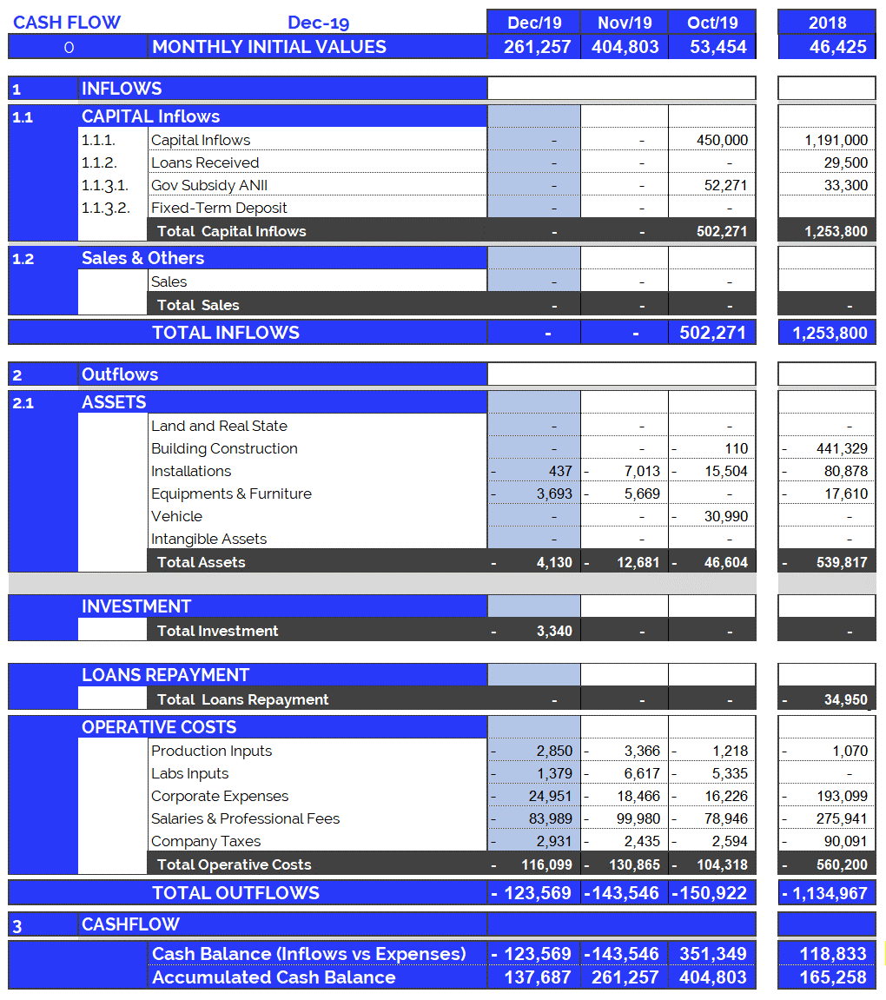 CASH FLOW Dec-19 Dec/19 Nov/19 Oct/19 2018
0 MONTHLY INITIAL VALUES 261,257 404,803 53,454 46,425
1 INFLOWS
1.1 CAPITAL Inflows
1.1.1. Capital Inflows - - 450,000 1,191,000
1.1.2. Loans Received - - - 29,500
1.1.3.1. Gov Subsidy ANII - - 52,271 33,300
1.1.3.2. Fixed-Term Deposit - - -
Total Capital Inflows - - 502,271 1,253,800
1.2 Sales & Others
Sales - - -
Total Sales - - - -
TOTAL INFLOWS - - 502,271 1,253,800
2 Outflows
2.1 ASSETS
Land and Real State - - - -
Building Construction - - - 110 - 441,329
Installations - 437 - 7,013 - 15,504 - 80,878
Equipments & Furniture - 3,693 - 5,669 - - 17,610
Vehicle - - - 30,990 -
Intangible Assets - - - -
Total Assets - 4,130 - 12,681 - 46,604 - 539,817
INVESTMENT
Total Investment - 3,340 - - -
LOANS REPAYMENT
Total Loans Repayment - - - - 34,950
OPERATIVE COSTS
Production Inputs - 2,850 - 3,366 - 1,218 - 1,070
Labs Inputs - 1,379 - 6,617 - 5,335 -
Corporate Expenses - 24,951 - 18,466 - 16,226 - 193,099
Salaries & Professional Fees - 83,989 - 99,980 - 78,946 - 275,941
Company Taxes - 2,931 - 2,435 - 2,594 - 90,091
Total Operative Costs - 116,099 - 130,865 - 104,318 - 560,200
TOTAL OUTFLOWS - 123,569 -143,546 -150,922 - 1,134,967
3 CASHFLOW
Cash Balance (Inflows vs Expenses) - 123,569 -143,546 351,349 118,833
Accumulated Cash Balance 137,687 261,257 404,803 165,258